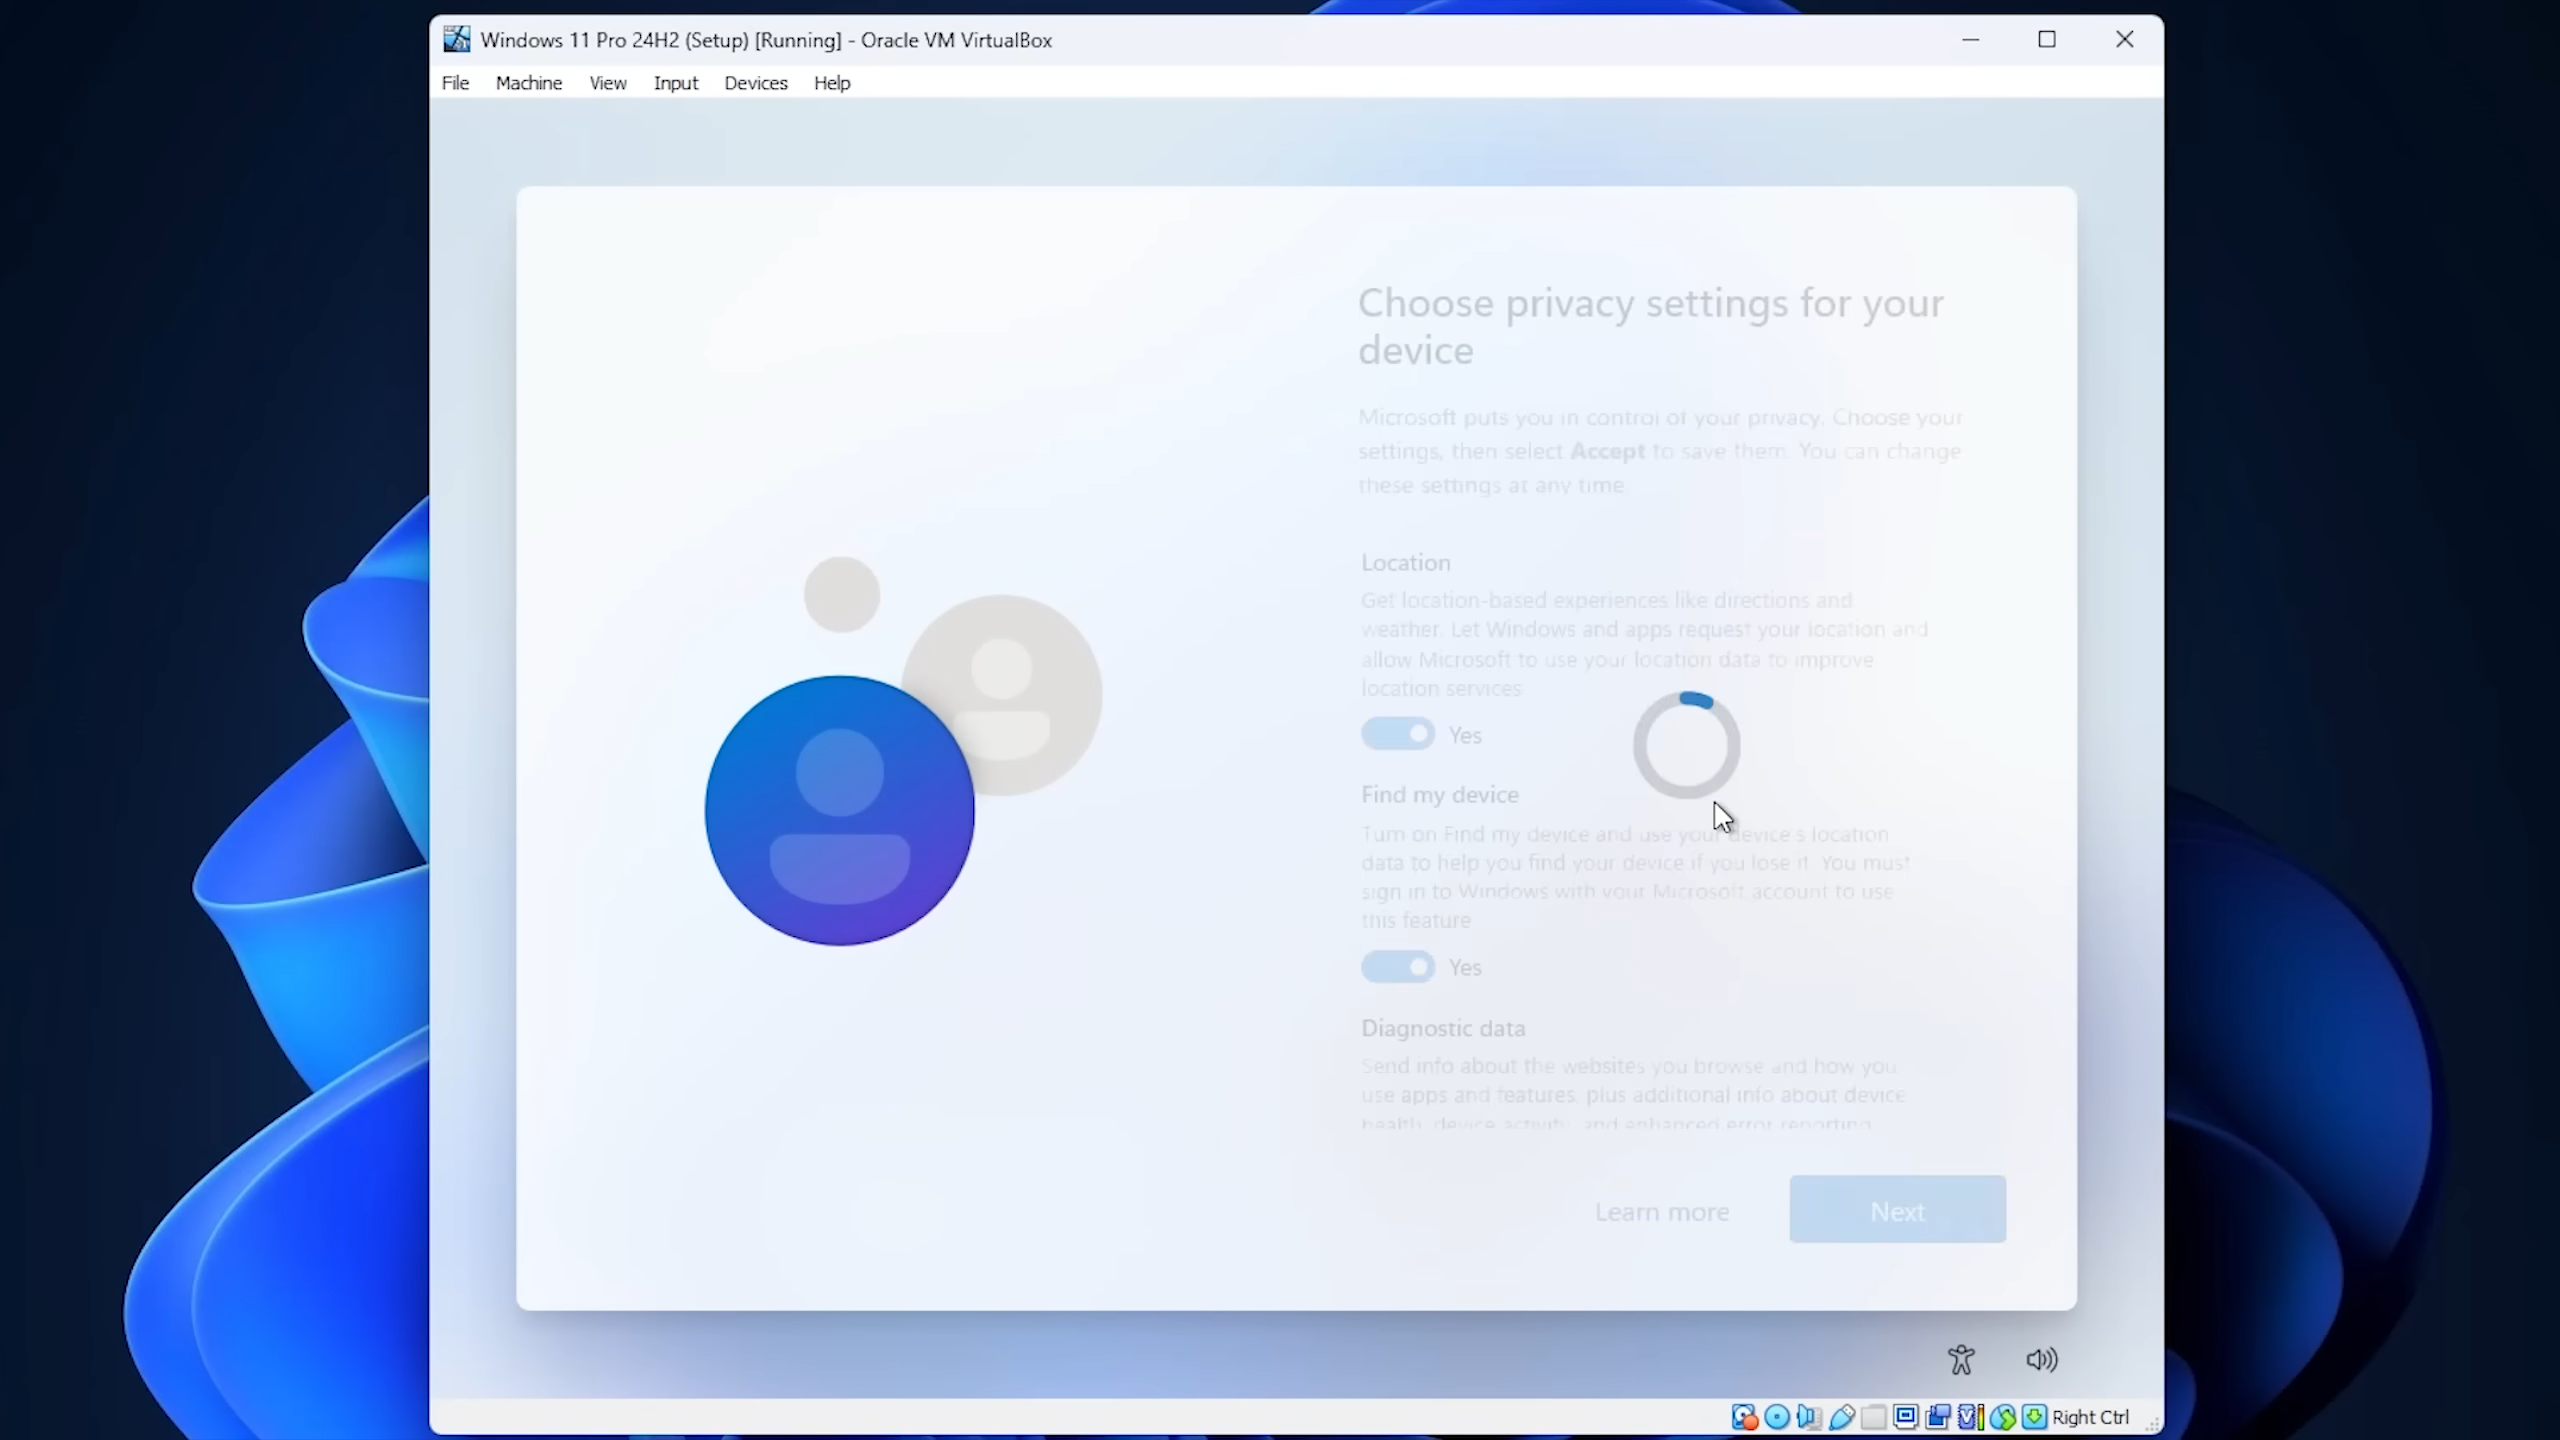 Windows 11 Pro 24H2 (Setup) [Running] - Oracle VM VirtualBox
File Machine View Input Devices Help
Choose privacy settings for your
device
Microsoft puts you in control of your privacy. Choose your
settings, then select Accept to save them. You can change
these settings at any time.
Location
Get location-based experiences like directions and
weather. Let Windows and apps request your location and
allow Microsoft to use your location data to improve
location services
Yes
Find my device
Turn on Find my device and use your device's location
data to help you find your device if you lose it. You must
sign in to Windows with your Microsoft account to use
this feature
Yes
Diagnostic data
Send info about the websites you browse and how you
use apps and features, plus additional info about device
health, device activity, and enhanced error reporting.
Learn more
Next
Right Ctrl